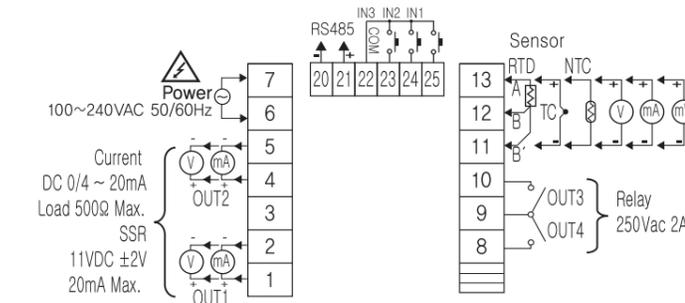 IN3 IN2 IN1
RS485
COM
- +
20 21 22 23 24 25
Power
100~240VAC 50/60Hz
7
6
5
4
3
2
1
Current
DC 0/4 ~ 20mA
Load 500Ω Max.
SSR
11VDC ±2V
20mA Max.
- -
V mA
+ +
OUT2
- -
V mA
+ +
OUT1
Sensor
RTD NTC
13
12
11
10
9
8
A
B
B'
TC
+ + + +
V mA
- - - -
OUT3
OUT4
Relay
250Vac 2A